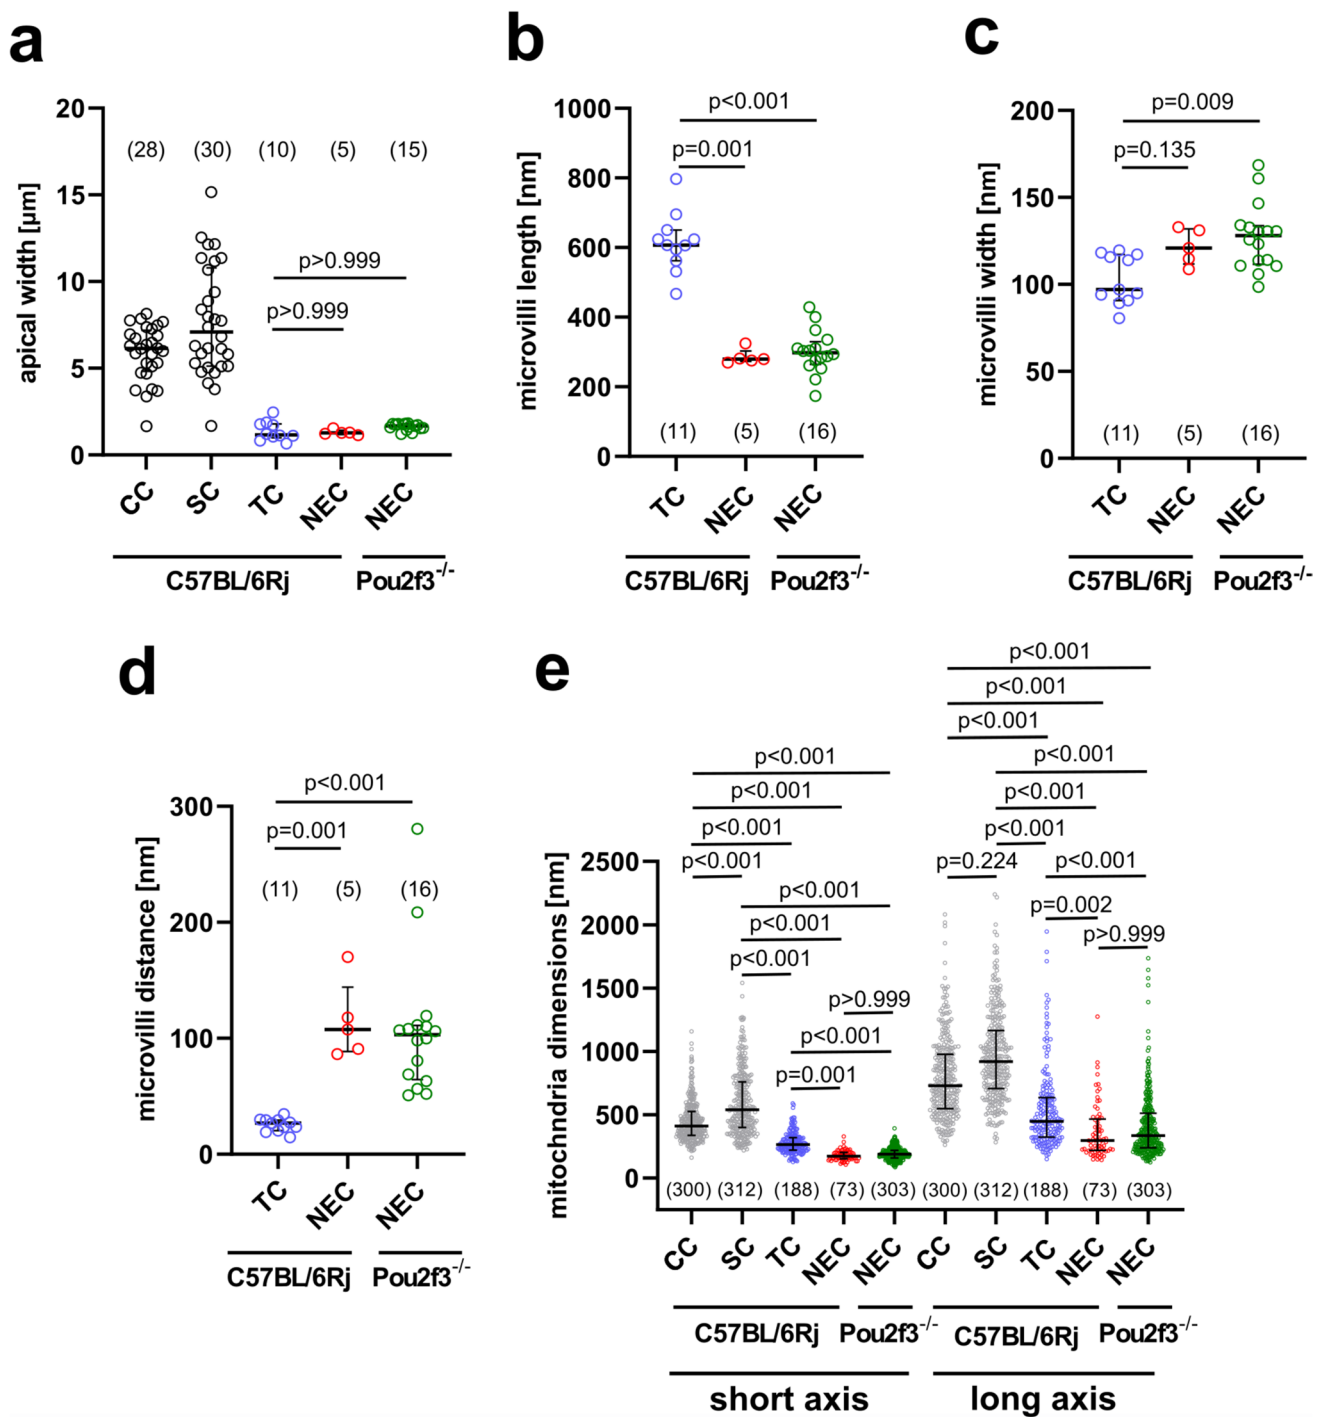 a
20
15
10
5
0
apical width [µm]
(28) (30) (10) (5) (15)
p>0.999
p>0.999
CC SC TC NEC NEC
C57BL/6Rj Pou2f3-/-
b
1000
800
600
400
200
0
microvilli length [nm]
p<0.001
p=0.001
(11) (5) (16)
TC NEC NEC
C57BL/6Rj Pou2f3-/-
c
200
150
100
50
0
microvilli width [nm]
p=0.009
p=0.135
(11) (5) (16)
TC NEC NEC
C57BL/6Rj Pou2f3-/-
d
300
200
100
0
microvilli distance [nm]
p<0.001
p=0.001
(11) (5) (16)
TC NEC NEC
C57BL/6Rj Pou2f3-/-
e
2500
2000
1500
1000
500
0
mitochndria dimensions [nm]
p<0.001
p<0.001
p<0.001
p<0.001
p<0.001
p<0.001
p<0.001
p>0.999
p<0.001
p=0.001
p<0.001
p<0.001
p<0.001
p<0.001
p<0.001
p<0.001
p=0.224
p<0.001
p=0.002
p>0.999
(300) (312) (188) (73) (303) (300) (312) (188) (73) (303)
CC SC TC NEC NEC CC SC TC NEC NEC
C57BL/6Rj Pou2f3-/- C57BL/6Rj Pou2f3-/-
short axis long axis